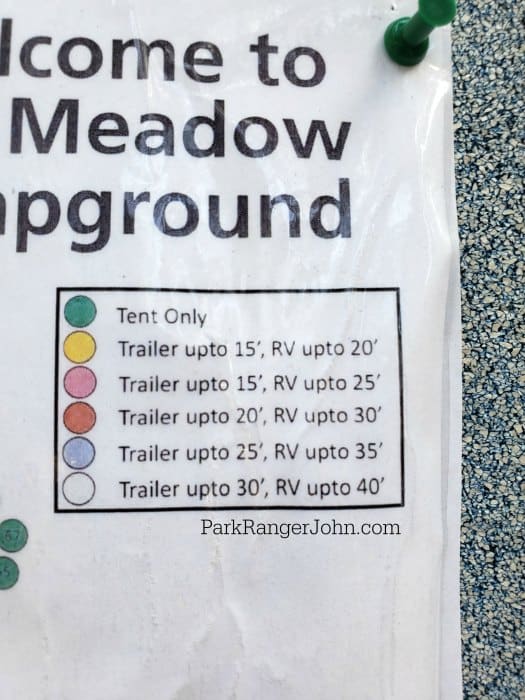 lcome to
Meadow
pground
Tent Only
Trailer upto 15', RV upto 20'
Trailer upto 15', RV upto 25'
Trailer upto 20', RV upto 30'
Trailer upto 25', RV upto 35'
Trailer upto 30', RV upto 40'
ParkRangerJohn.com
57